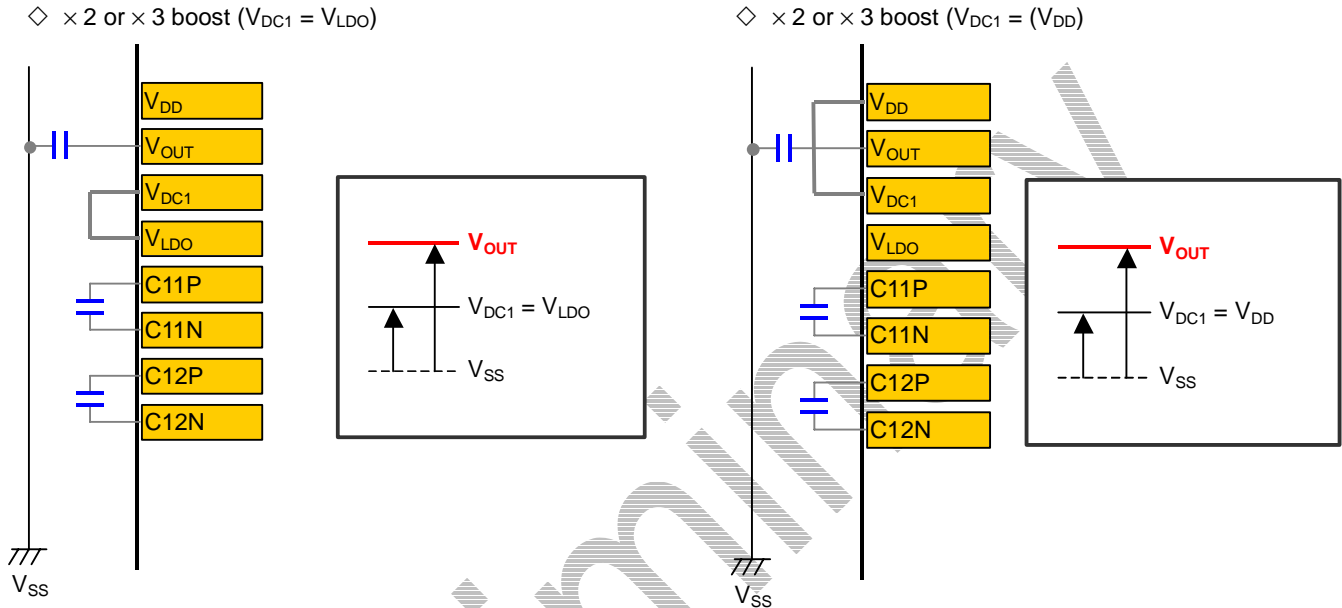 ◇ × 2 or × 3 boost (VDC1 = VLDO)
VDD
VOUT
VDC1
VLDO
C11P
C11N
C12P
C12N
VOUT
VDC1 = VLDO
VSS
VSS
◇ × 2 or × 3 boost (VDC1 = (VDD)
VDD
VOUT
VDC1
VLDO
C11P
C11N
C12P
C12N
VOUT
VDC1 = VDD
VSS
VSS